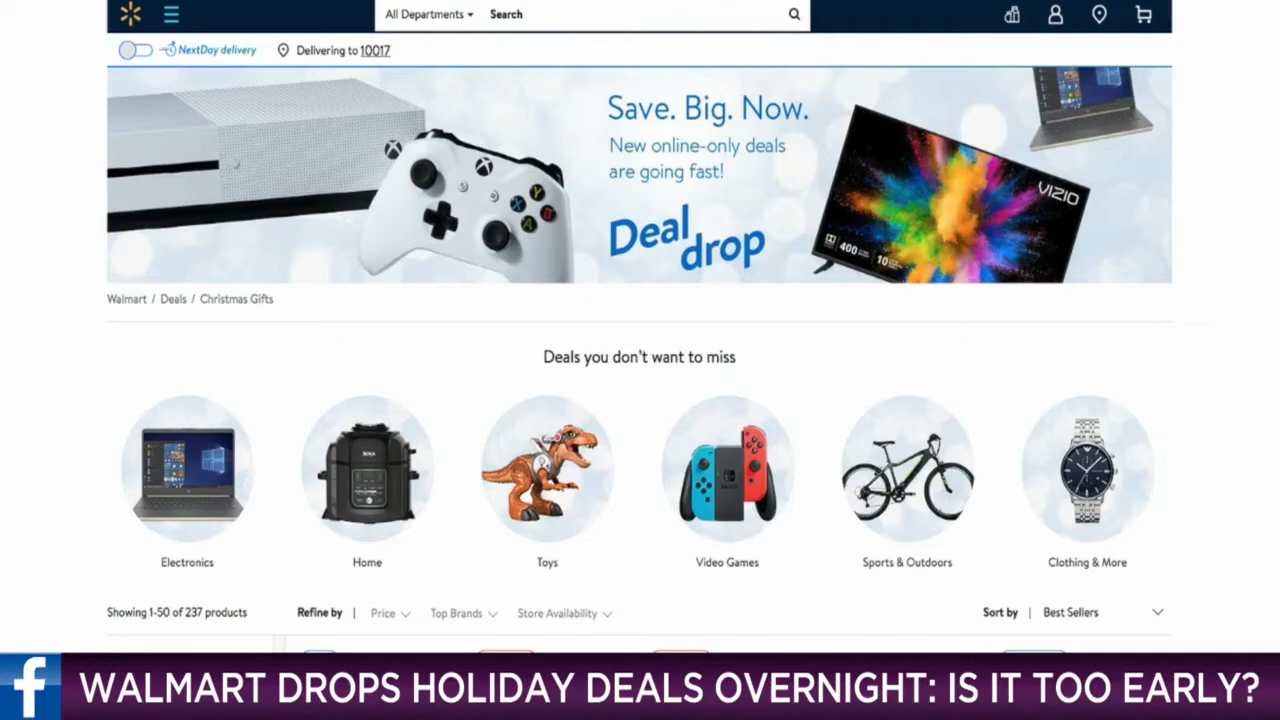 All Departments
Search
NextDay delivery
Delivering to 10017
Save. Big. Now.
New online-only deals
are going fast!
Deal
drop
VIZIO
400
10
Walmart / Deals / Christmas Gifts
Deals you don't want to miss
NINJA
Electronics
Home
Toys
Video Games
Sports & Outdoors
Clothing & More
Showing 1-50 of 237 products
Refine by | Price Top Brands Store Availability
Sort by | Best Sellers
f WALMART DROPS HOLIDAY DEALS OVERNIGHT: IS IT TOO EARLY?